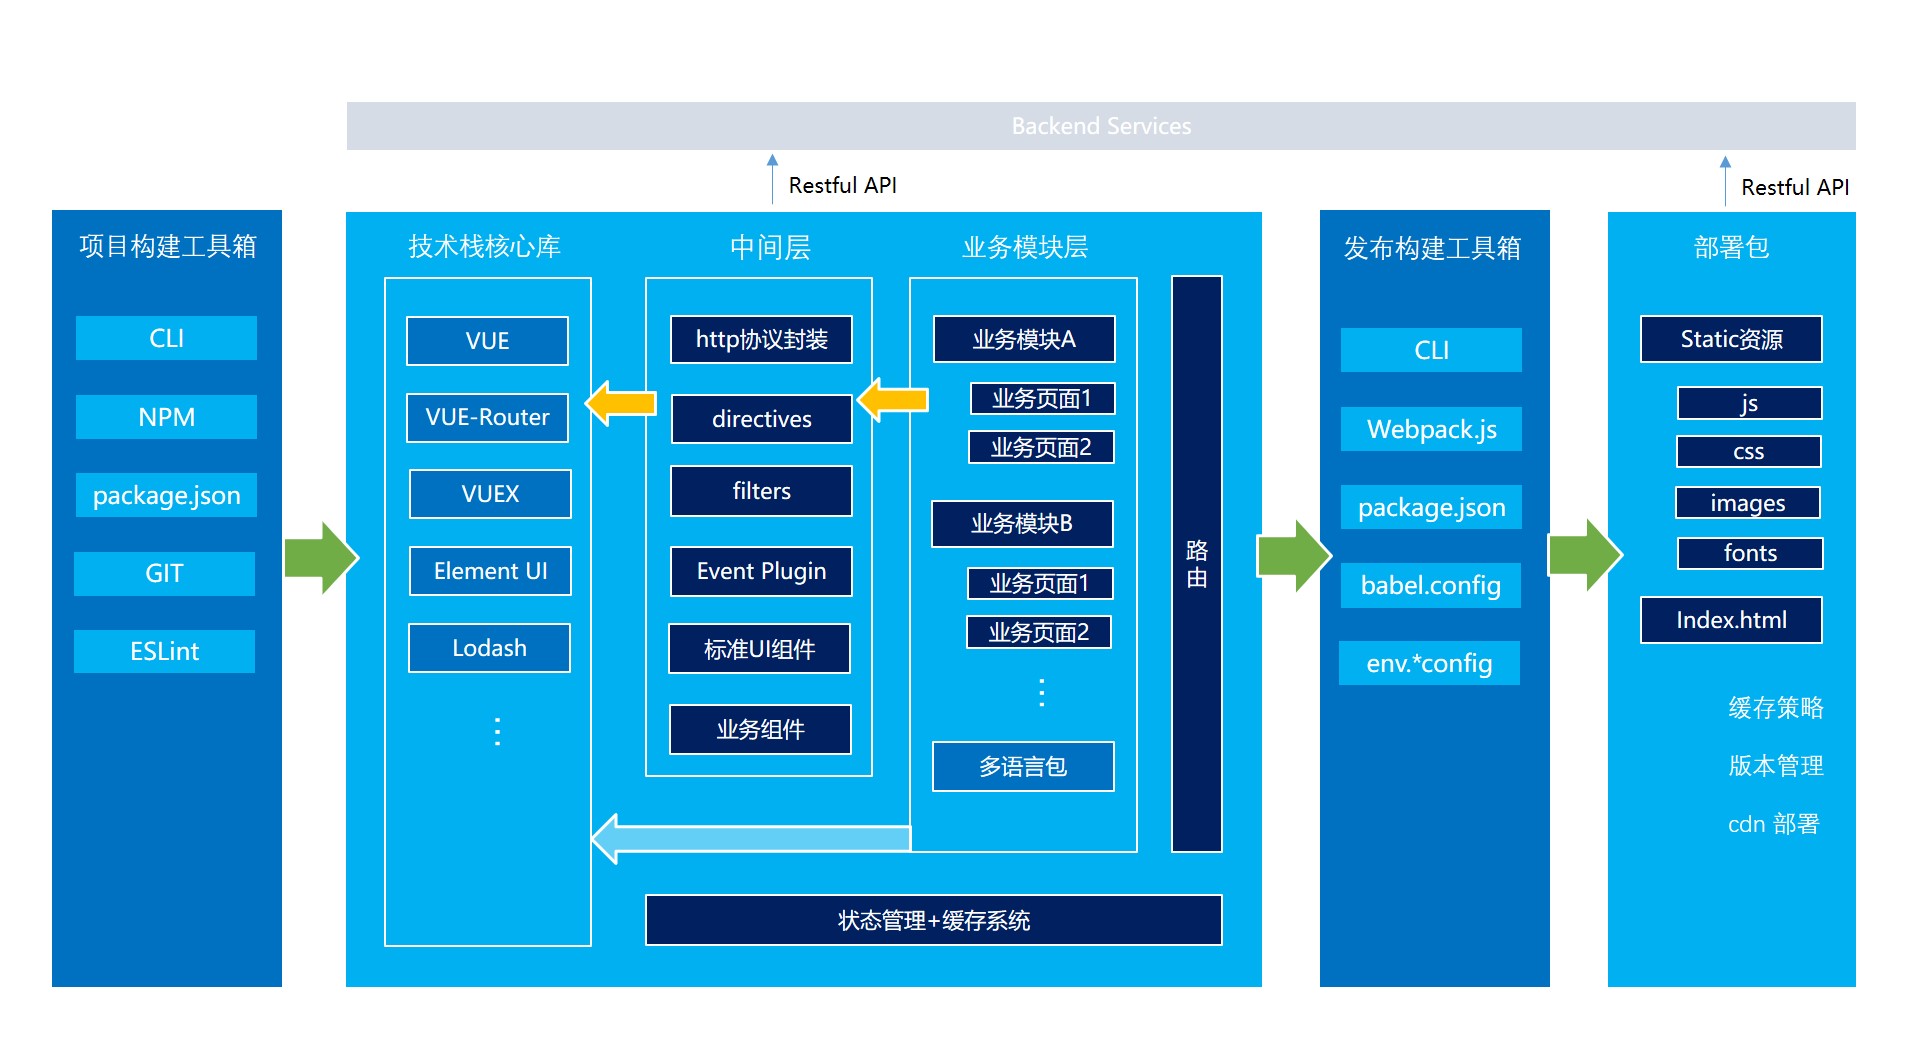 Backend Services
Restful API
Restful API
项目构建工具箱
CLI
NPM
package.json
GIT
ESLint
技术栈核心库
VUE
VUE-Router
VUEX
Element UI
Lodash
⋮
中间层
http协议封装
directives
filters
Event Plugin
标准UI组件
业务组件
业务模块层
业务模块A
业务页面1
业务页面2
业务模块B
业务页面1
业务页面2
⋮
多语言包
路
由
状态管理+缓存系统
发布构建工具箱
CLI
Webpack.js
package.json
babel.config
env.*config
部署包
Static资源
js
css
images
fonts
Index.html
缓存策略
版本管理
cdn 部署